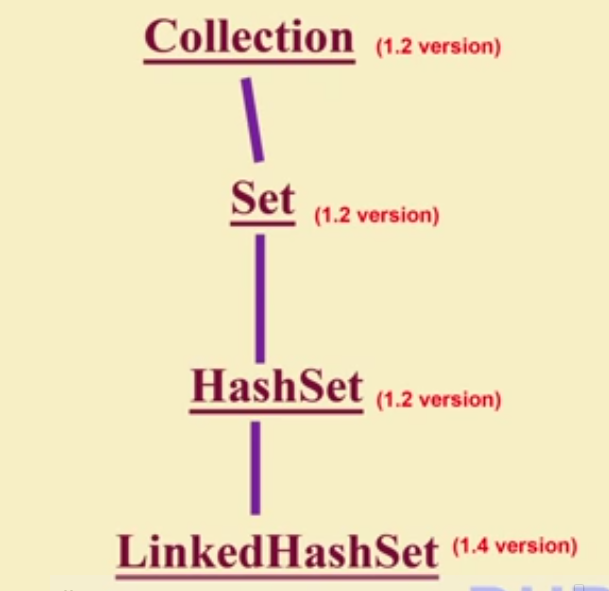 Collection (1.2 version)
Set (1.2 version)
HashSet (1.2 version)
LinkedHashSet (1.4 version)